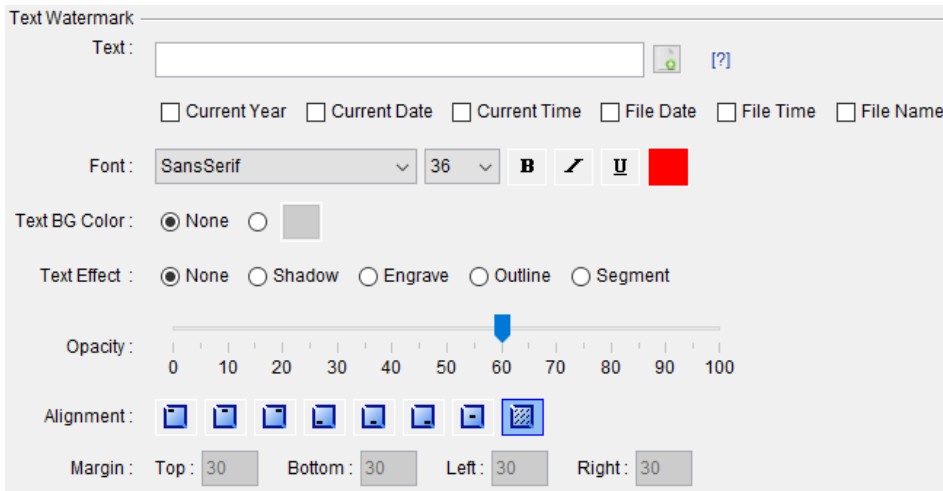 Text Watermark
Text :
[?]
Current Year Current Date Current Time File Date File Time File Name
Font : SansSerif 36 B I U
Text BG Color : None
Text Effect : None Shadow Engrave Outline Segment
Opacity :
0 10 20 30 40 50 60 70 80 90 100
Alignment :
Margin : Top : 30 Bottom : 30 Left : 30 Right : 30